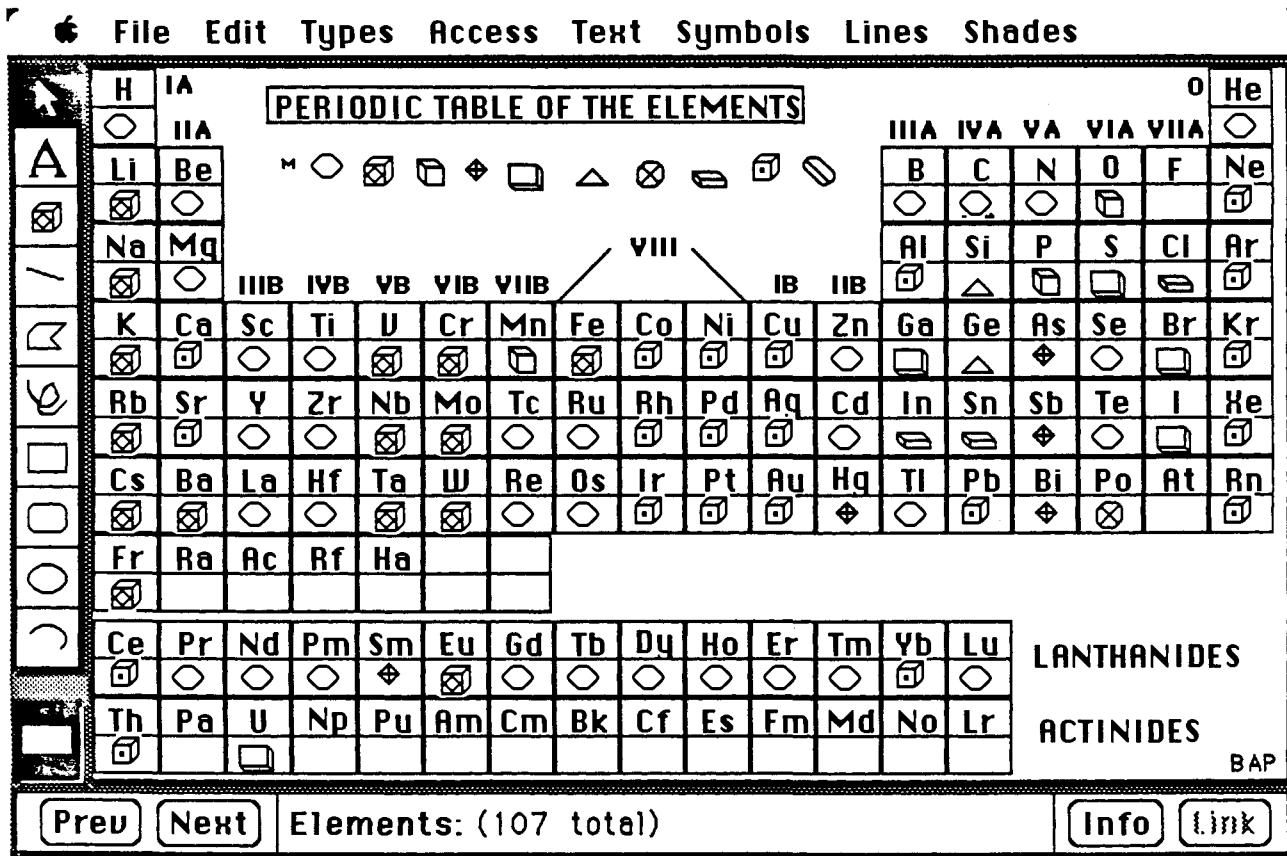 File Edit Types Access Text Symbols Lines Shades
H IA PERIODIC TABLE OF THE ELEMENTS O He
IIA IIIA IVA VA VIA VIIA
A Li Be M B C N O F Ne
Na Mg VIII Al Si P S Cl Ar
IIIB IVB VB VIB VIIB IB IIB
K Ca Sc Ti V Cr Mn Fe Co Ni Cu Zn Ga Ge As Se Br Kr
Rb Sr Y Zr Nb Mo Tc Ru Rh Pd Ag Cd In Sn Sb Te I Xe
Cs Ba La Hf Ta W Re Os Ir Pt Au Hg Tl Pb Bi Po At Rn
Fr Ra Ac Rf Ha
Ce Pr Nd Pm Sm Eu Gd Tb Dy Ho Er Tm Yb Lu LANTHANIDES
Th Pa U Np Pu Am Cm Bk Cf Es Fm Md No Lr ACTINIDES
BAP
Prev Next Elements: (107 total) Info Link